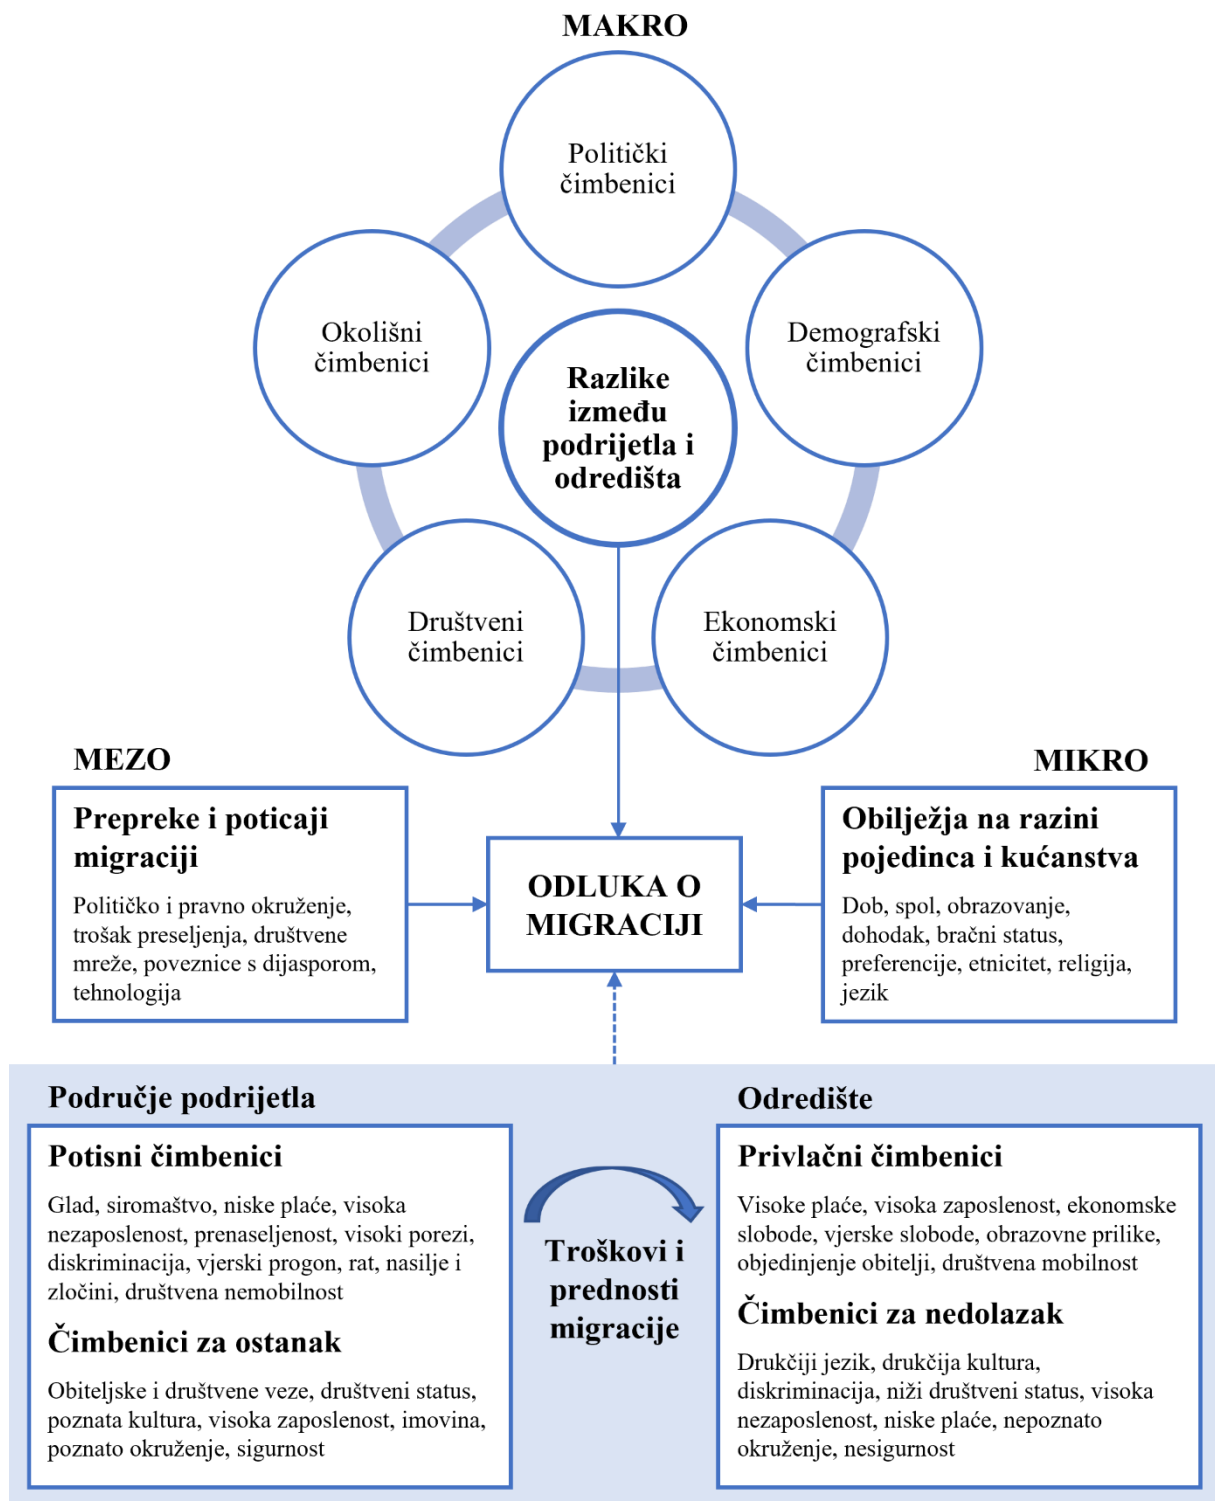 MAKRO
Politički
čimbenici
Okolišni
čimbenici
Demografski
čimbenici
Razlike
između
podrijetla i
odredišta
Društveni
čimbenici
Ekonomski
čimbenici
MEZO
Prepreke i poticaji
migraciji
Političko i pravno okruženje,
trošak preseljenja, društvene
mreže, poveznice s dijasporom,
tehnologija
ODLUKA O
MIGRACIJI
MIKRO
Obilježja na razini
pojedinca i kućanstva
Dob, spol, obrazovanje,
dohodak, bračni status,
preferencije, etnicitet, religija,
jezik
Područje podrijetla
Potisni čimbenici
Glad, siromaštvo, niske plaće, visoka
nezaposlenost, prenaseljenost, visoki porezi,
diskriminacija, vjerski progon, rat, nasilje i
zločini, društvena nemobilnost
Čimbenici za ostanak
Obiteljske i društvene veze, društveni status,
poznata kultura, visoka zaposlenost, imovina,
poznato okruženje, sigurnost
Troškovi i
prednosti
migracije
Odredište
Privlačni čimbenici
Visoke plaće, visoka zaposlenost, ekonomske
slobode, vjerske slobode, obrazovne prilike,
objedinjenje obitelji, društvena mobilnost
Čimbenici za nedolazak
Drukčiji jezik, drukčija kultura,
diskriminacija, niži društveni status, visoka
nezaposlenost, niske plaće, nepoznato
okruženje, nesigurnost